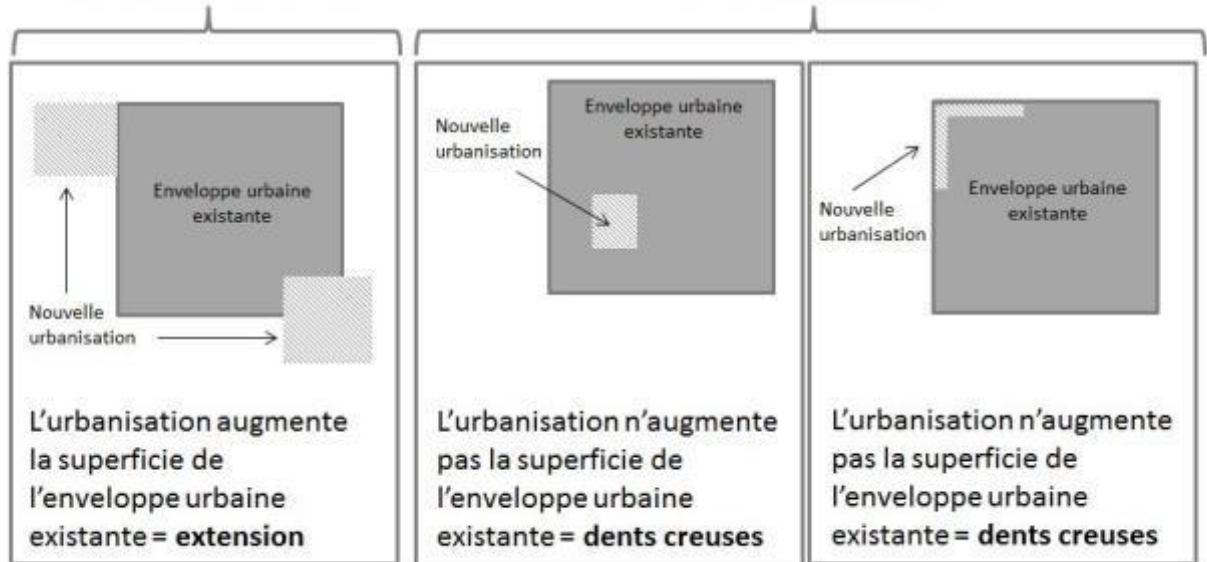 Enveloppe urbaine
existante
Nouvelle
urbanisation
L'urbanisation augmente
la superficie de
l'enveloppe urbaine
existante = extension
Enveloppe urbaine
existante
Nouvelle
urbanisation
L'urbanisation n'augmente
pas la superficie de
l'enveloppe urbaine
existante = dents creuses
Enveloppe urbaine
existante
Nouvelle
urbanisation
L'urbanisation n'augmente
pas la superficie de
l'enveloppe urbaine
existante = dents creuses